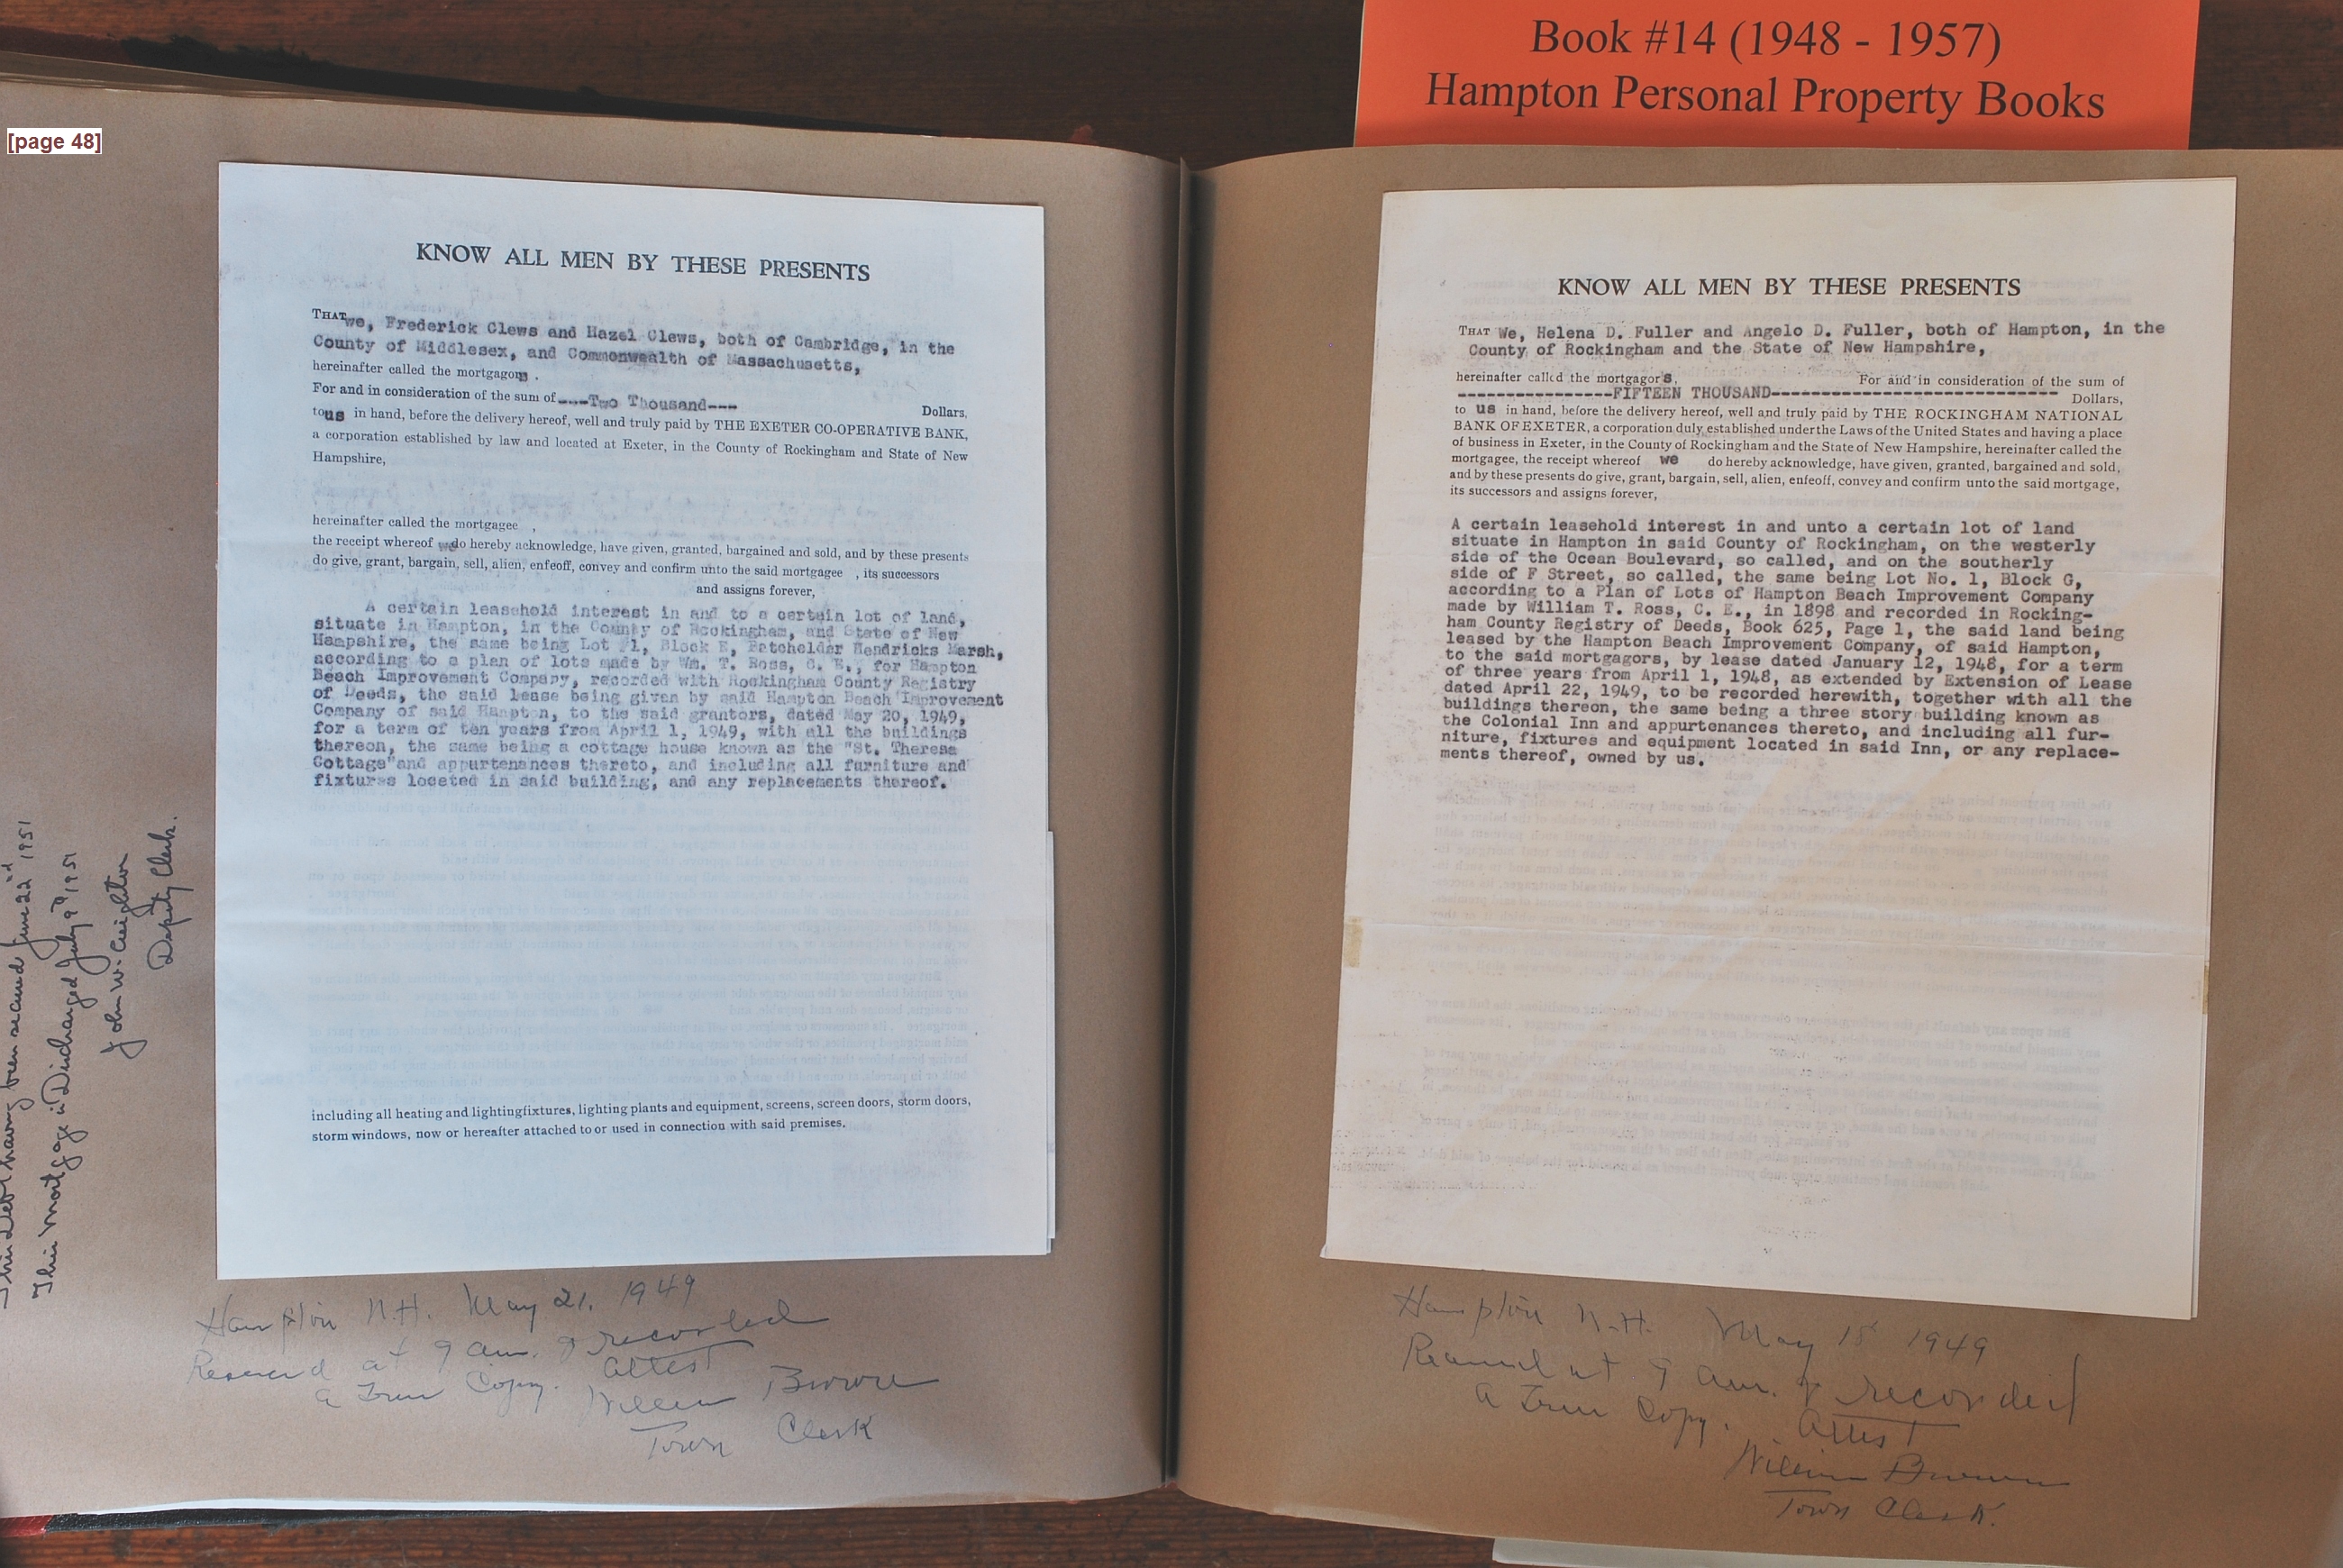 Book #14 (1948 - 1957)
Hampton Personal Property Books
[page 48]
KNOW ALL MEN BY THESE PRESENTS
THAT we, Frederick Clews and Hazel Clews, both of Cambridge, in the
County of Middlesex, and Commonwealth of Massachusetts,
hereinafter called the mortgagors .
For and in consideration of the sum of ----Two Thousand--- Dollars,
to us in hand, before the delivery hereof, well and truly paid by THE EXETER CO-OPERATIVE BANK,
a corporation established by law and located at Exeter, in the County of Rockingham and State of New
Hampshire,
hereinafter called the mortgagee ,
the receipt whereof we do hereby acknowledge, have given, granted, bargained and sold, and by these presents
do give, grant, bargain, sell, alien, enfeoff, convey and confirm unto the said mortgagee , its successors
and assigns forever,
A certain leasehold interest in and to a certain lot of land,
situate in Hampton, in the County of Rockingham, and State of New
Hampshire, the same being Lot #1, Block E, Batchelder Hendricks Marsh,
according to a plan of lots made by Wm. T. Ross, C. E., for Hampton
Beach Improvement Company, recorded with Rockingham County Registry
of Deeds, the said lease being given by said Hampton Beach Improvement
Company of said Hampton, to the said grantors, dated May 20, 1949,
for a term of ten years from April 1, 1949, with all the buildings
thereon, the same being a cottage house known as the "St. Theresa
Cottage" and appurtenances thereto, and including all furniture and
fixtures located in said building, and any replacements thereof.
including all heating and lighting fixtures, lighting plants and equipment, screens, screen doors, storm doors,
storm windows, now or hereafter attached to or used in connection with said premises.
Hampton N.H. May 21, 1949
Received at 9 am. & recorded
a True Copy. Attest
William Brown
Town Clerk
This Debt having been secured June 22nd 1951
This Mortgage is Discharged July 9th 1951
John W. Creighton
Deputy Clerk.
KNOW ALL MEN BY THESE PRESENTS
THAT We, Helena D. Fuller and Angelo D. Fuller, both of Hampton, in the
County of Rockingham and the State of New Hampshire,
hereinafter called the mortgagors, For and in consideration of the sum of
---------------FIFTEEN THOUSAND---------------------------- Dollars,
to us in hand, before the delivery hereof, well and truly paid by THE ROCKINGHAM NATIONAL
BANK OF EXETER, a corporation duly established under the Laws of the United States and having a place
of business in Exeter, in the County of Rockingham and the State of New Hampshire, hereinafter called the
mortgagee, the receipt whereof we do hereby acknowledge, have given, granted, bargained and sold,
and by these presents do give, grant, bargain, sell, alien, enfeoff, convey and confirm unto the said mortgage,
its successors and assigns forever,
A certain leasehold interest in and unto a certain lot of land
situate in Hampton in said County of Rockingham, on the westerly
side of the Ocean Boulevard, so called, and on the southerly
side of F Street, so called, the same being Lot No. 1, Block G,
according to a Plan of Lots of Hampton Beach Improvement Company
made by William T. Ross, C. E., in 1898 and recorded in Rocking-
ham County Registry of Deeds, Book 625, Page 1, the said land being
leased by the Hampton Beach Improvement Company, of said Hampton,
to the said mortgagors, by lease dated January 12, 1948, for a term
of three years from April 1, 1948, as extended by Extension of Lease
dated April 22, 1949, to be recorded herewith, together with all the
buildings thereon, the same being a three story building known as
the Colonial Inn and appurtenances thereto, and including all fur-
niture, fixtures and equipment located in said Inn, or any replace-
ments thereof, owned by us.
Hampton N.H. May 18 1949
Received at 9 am. & recorded
a True Copy. Attest
William Brown
Town Clerk.